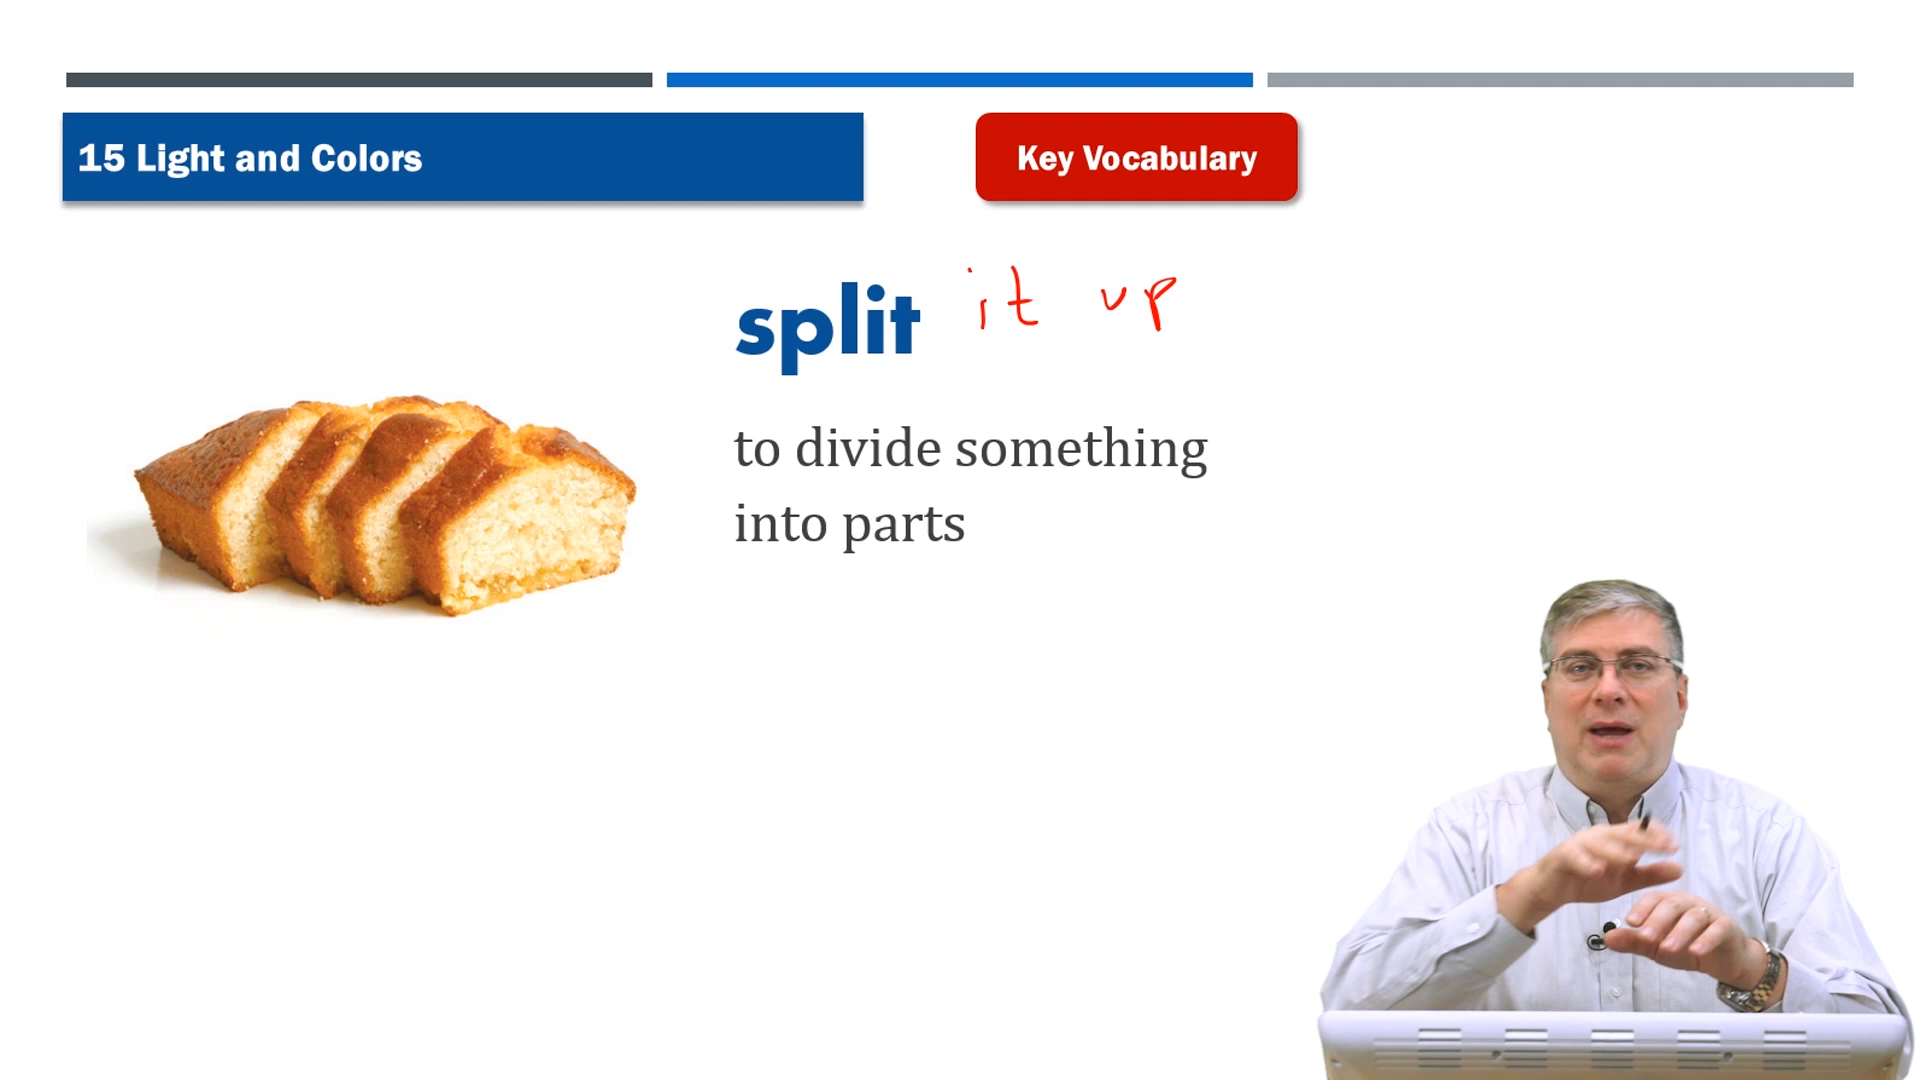 15 Light and Colors
Key Vocabulary
split it up
to divide something
into parts